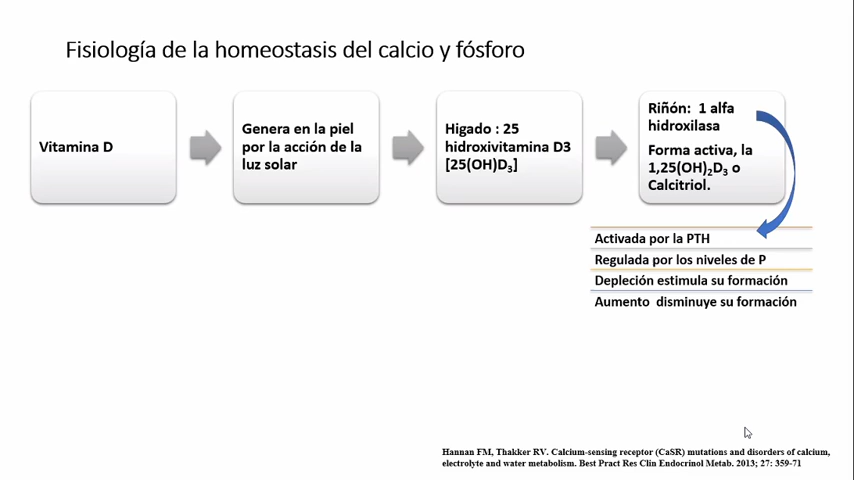 Fisiología de la homeostasis del calcio y fósforo
Vitamina D
Genera en la piel
por la acción de la
luz solar
Higado : 25
hidroxivitamina D3
[25(OH)D₃]
Riñón: 1 alfa
hidroxilasa
Forma activa, la
1,25(OH)₂D₃ o
Calcitriol.
Activada por la PTH
Regulada por los niveles de P
Depleción estimula su formación
Aumento disminuye su formación
Hannan FM, Thakker RV. Calcium-sensing receptor (CaSR) mutations and disorders of calcium,
electrolyte and water metabolism. Best Pract Res Clin Endocrinol Metab. 2013; 27: 359-71